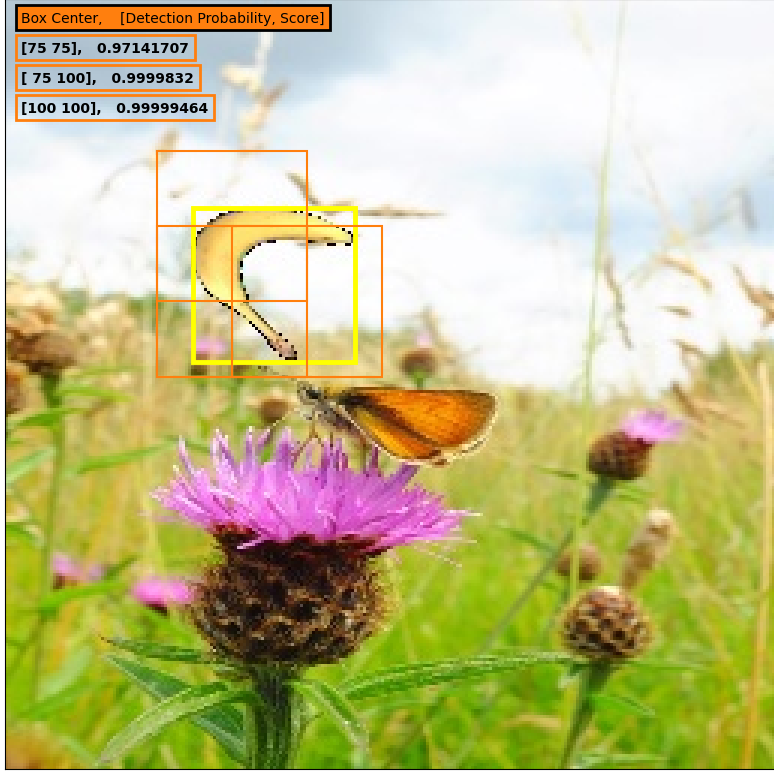 Box Center,    [Detection Probability, Score]
[75 75],   0.97141707
[ 75 100],   0.9999832
[100 100],   0.99999464